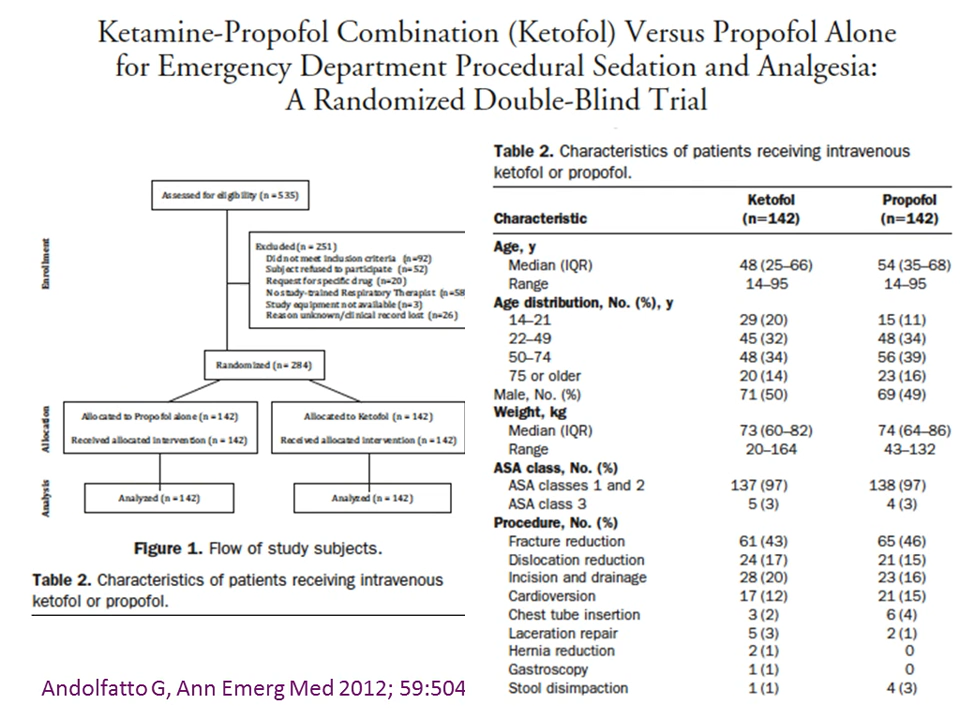 Ketamine-Propofol Combination (Ketofol) Versus Propofol Alone
for Emergency Department Procedural Sedation and Analgesia:
A Randomized Double-Blind Trial
Assessed for eligibility (n =535)
Enrollment
Excluded (n = 251)
Did not meet inclusion criteria (n=92)
Subject refused to participate (n=52)
Request for specific drug (n=20)
No study-trained Respiratory Therapist (n=58
Study equipment not available (n=3)
Reason unknown/clinical record lost (n=26)
Randomized (n= 284)
Allocation
Allocated to Propofol alone (n = 142)
Received allocated intervention (n = 142)
Allocated to Ketofol (n = 142)
Received allocated intervention (n = 142)
Analysis
Analyzed (n = 142)
Analyzed (n = 142)
Figure 1. Flow of study subjects.
Table 2. Characteristics of patients receiving intravenous
ketofol or propofol.
Andolfatto G, Ann Emerg Med 2012; 59:504
Table 2. Characteristics of patients receiving intravenous
ketofol or propofol.
Ketofol Propofol
Characteristic (n=142) (n=142)
Age, y
Median (IQR) 48 (25–66) 54 (35–68)
Range 14–95 14–95
Age distribution, No. (%), y
14–21 29 (20) 15 (11)
22–49 45 (32) 48 (34)
50–74 48 (34) 56 (39)
75 or older 20 (14) 23 (16)
Male, No. (%) 71 (50) 69 (49)
Weight, kg
Median (IQR) 73 (60–82) 74 (64–86)
Range 20–164 43–132
ASA class, No. (%)
ASA classes 1 and 2 137 (97) 138 (97)
ASA class 3 5 (3) 4 (3)
Procedure, No. (%)
Fracture reduction 61 (43) 65 (46)
Dislocation reduction 24 (17) 21 (15)
Incision and drainage 28 (20) 23 (16)
Cardioversion 17 (12) 21 (15)
Chest tube insertion 3 (2) 6 (4)
Laceration repair 5 (3) 2 (1)
Hernia reduction 2 (1) 0
Gastroscopy 1 (1) 0
Stool disimpaction 1 (1) 4 (3)